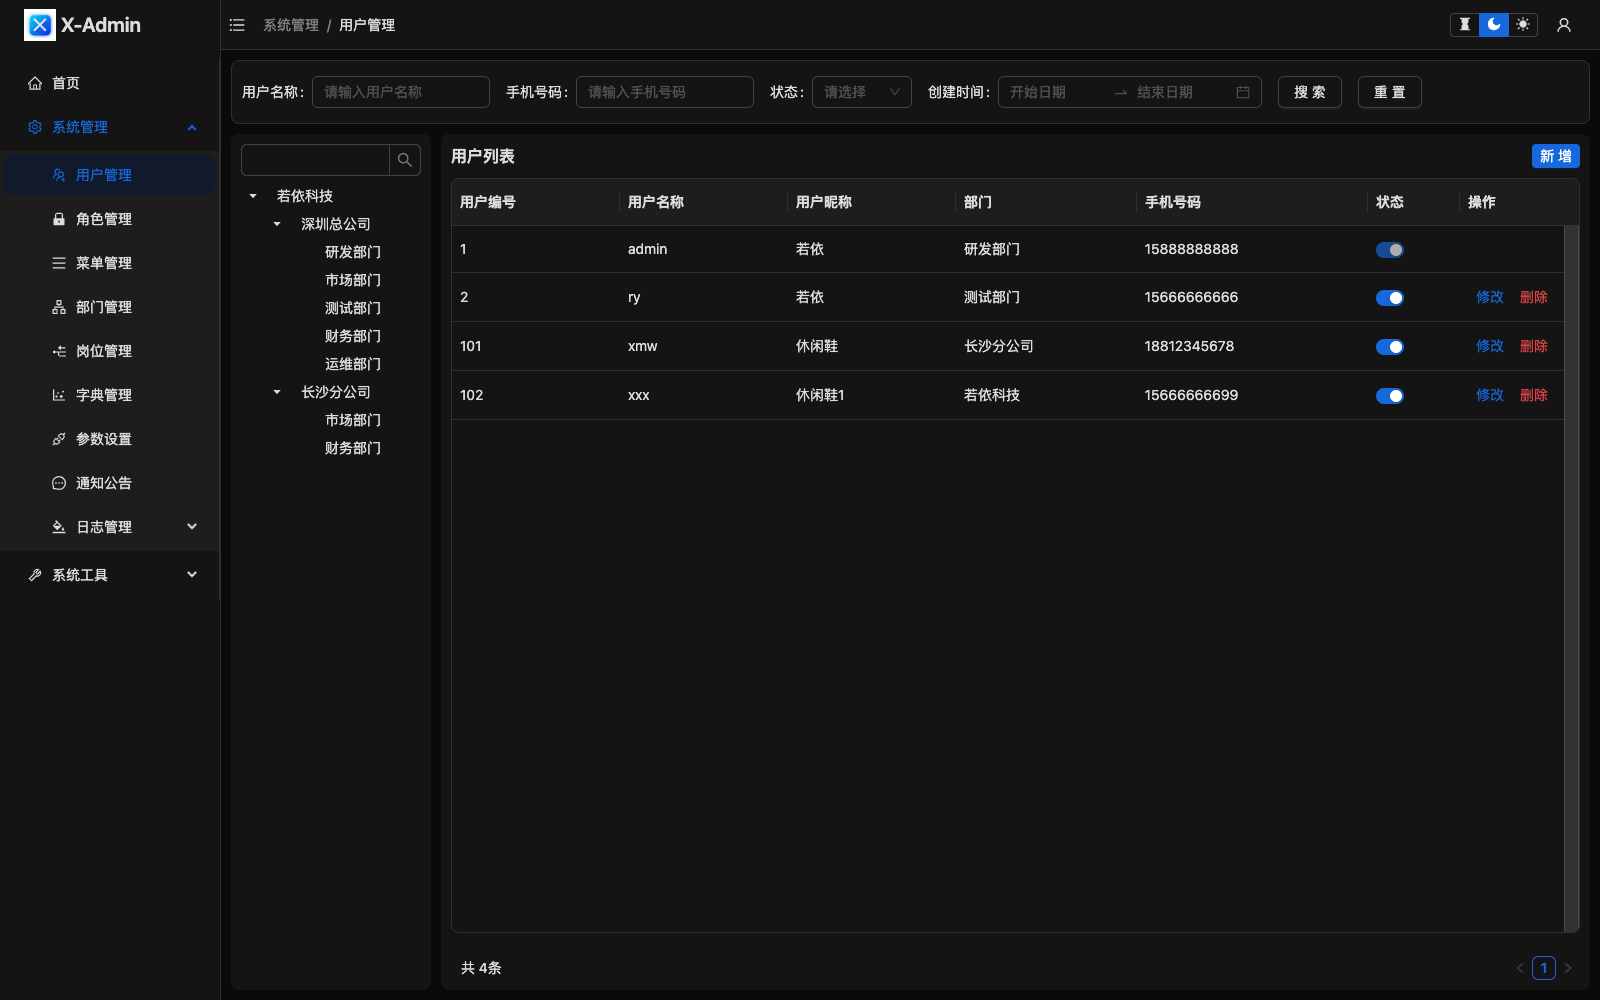 X-Admin
首页
系统管理
用户管理
角色管理
菜单管理
部门管理
岗位管理
字典管理
参数设置
通知公告
日志管理
系统工具
系统管理 / 用户管理
用户名称: 请输入用户名称 手机号码: 请输入手机号码 状态: 请选择 创建时间: 开始日期 → 结束日期 搜 索 重 置
若依科技
深圳总公司
研发部门
市场部门
测试部门
财务部门
运维部门
长沙分公司
市场部门
财务部门
用户列表 新 增
用户编号 用户名称 用户昵称 部门 手机号码 状态 操作
1 admin 若依 研发部门 15888888888
2 ry 若依 测试部门 15666666666 修改 删除
101 xmw 休闲鞋 长沙分公司 18812345678 修改 删除
102 xxx 休闲鞋1 若依科技 15666666699 修改 删除
共 4条 < 1 >